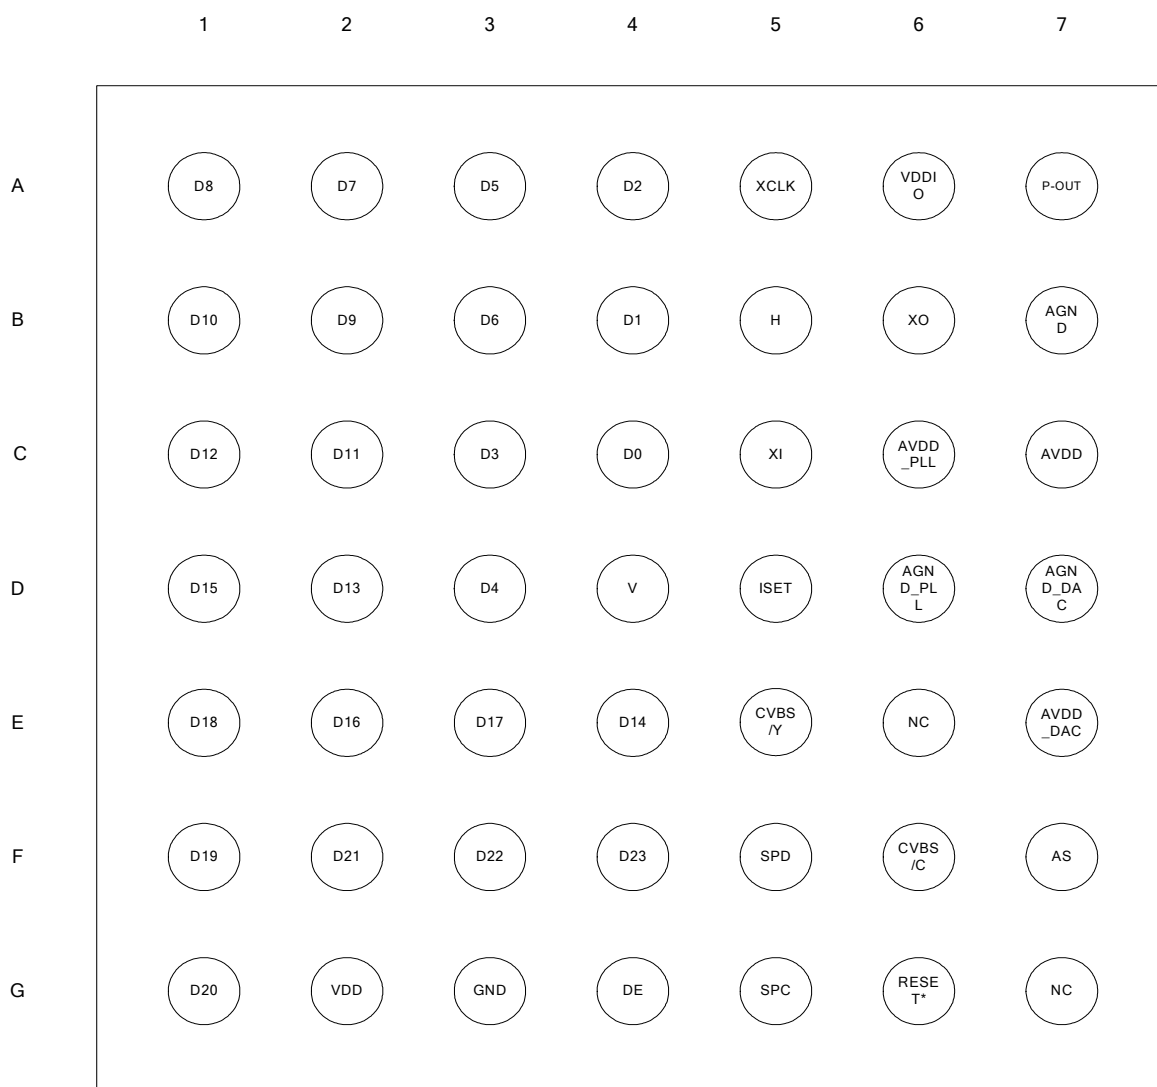 1 2 3 4 5 6 7
A D8 D7 D5 D2 XCLK VDDI
O P-OUT
B D10 D9 D6 D1 H XO AGN
D
C D12 D11 D3 D0 XI AVDD
_PLL AVDD
D D15 D13 D4 V ISET AGN
D_PL
L AGN
D_DA
C
E D18 D16 D17 D14 CVBS
/Y NC AVDD
_DAC
F D19 D21 D22 D23 SPD CVBS
/C AS
G D20 VDD GND DE SPC RESE
T* NC